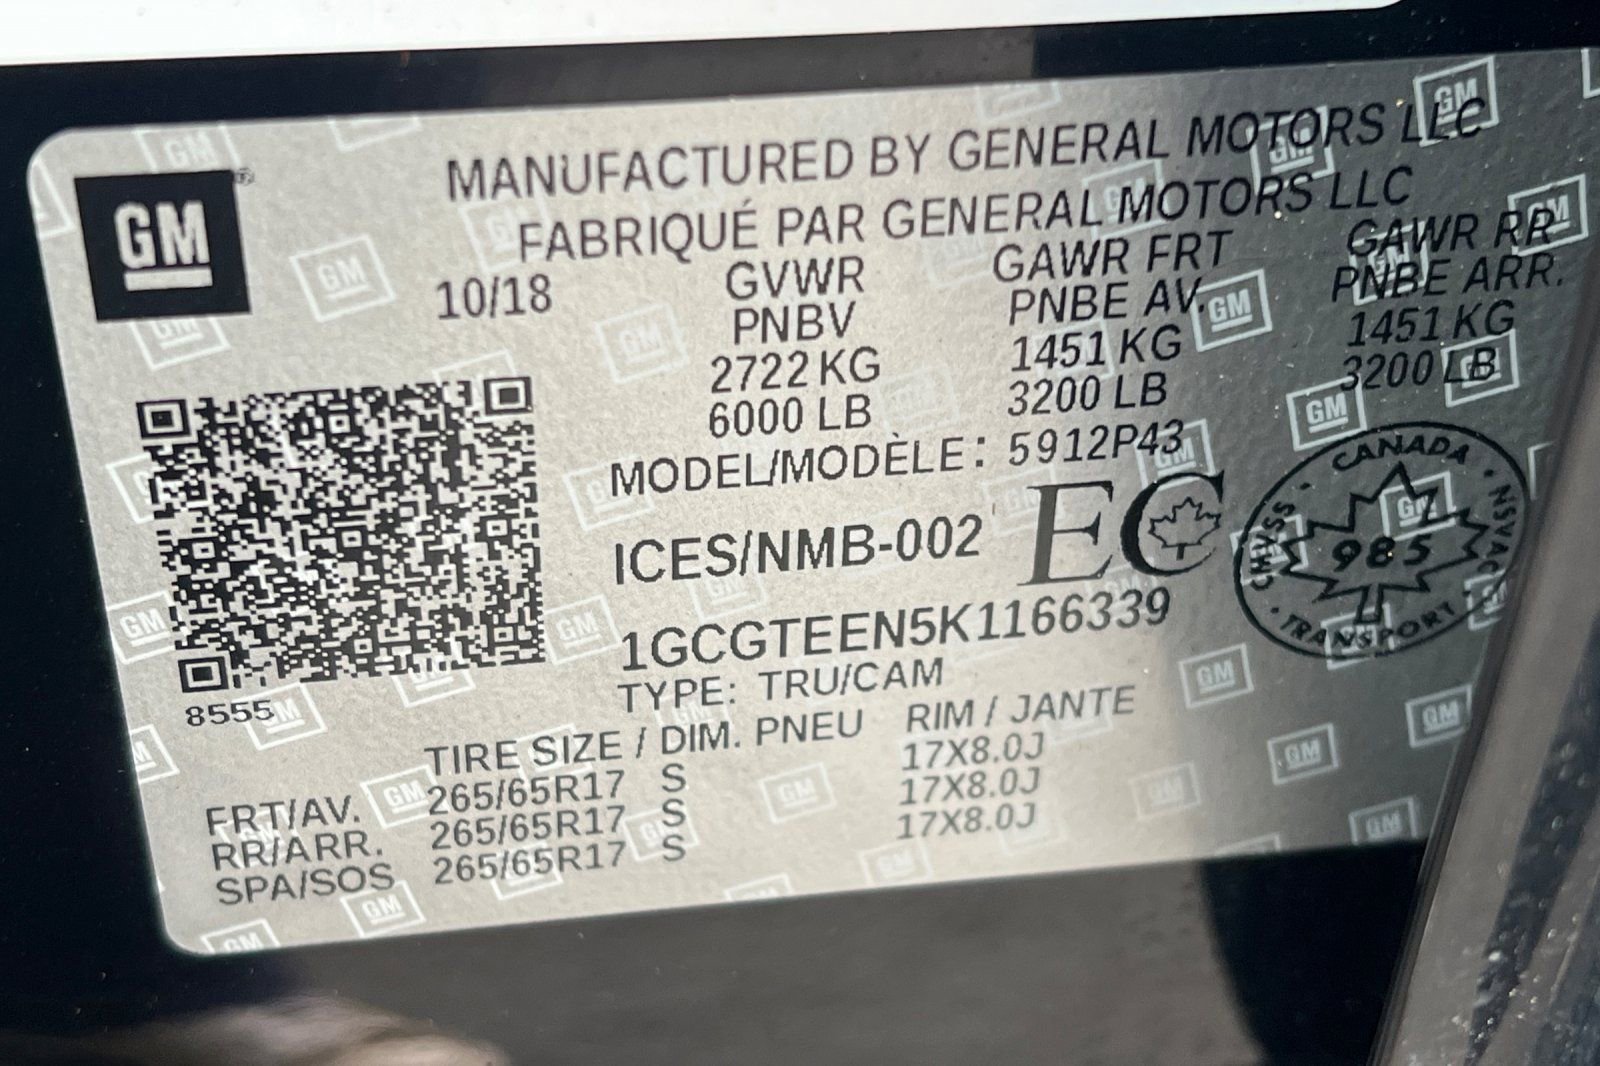 MANUFACTURED BY GENERAL MOTORS LLC
FABRIQUÉ PAR GENERAL MOTORS LLC
GM®
10/18
GVWR GAWR FRT GAWR RR
PNBV PNBE AV. PNBE ARR.
2722 KG 1451 KG 1451 KG
6000 LB 3200 LB 3200 LB
MODEL/MODÈLE: 5912P43
ICES/NMB-002 EC
CANADA · NSVAC · TRANSPORT · CMVSS ·
985
1GCGTEEN5K1166339
TYPE: TRU/CAM
8555
TIRE SIZE / DIM. PNEU RIM / JANTE
FRT/AV. 265/65R17 S 17X8.0J
RR/ARR. 265/65R17 S 17X8.0J
SPA/SOS 265/65R17 S 17X8.0J